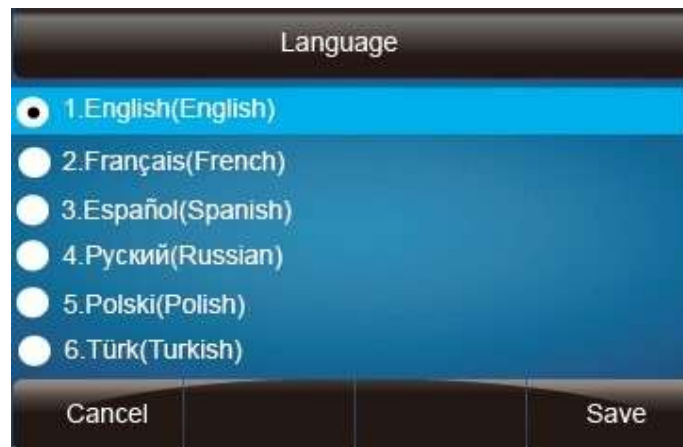 Language
1.English(English)
2.Français(French)
3.Español(Spanish)
4.Руский(Russian)
5.Polski(Polish)
6.Türk(Turkish)
Cancel Save